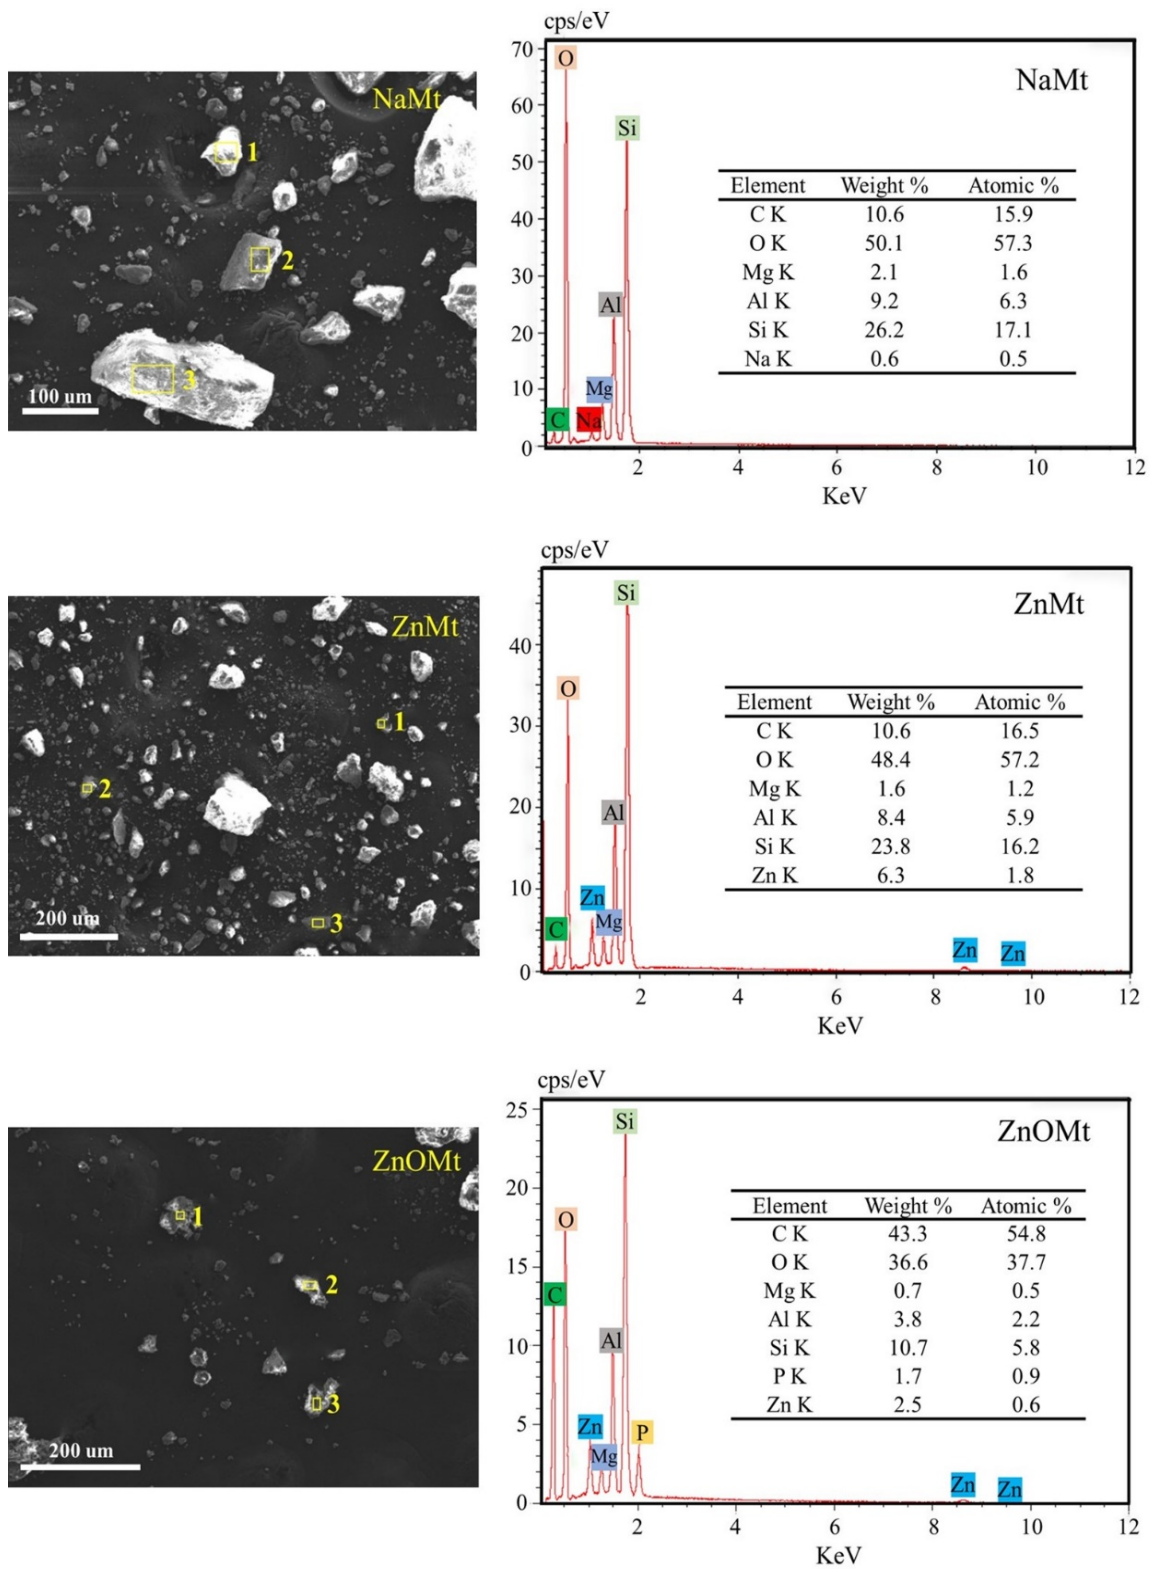 NaMt
1
2
3
100 um
cps/eV
70
60
50
40
30
20
10
0
O
Si
Al
Mg
C
Na
NaMt
Element Weight % Atomic %
C K 10.6 15.9
O K 50.1 57.3
Mg K 2.1 1.6
Al K 9.2 6.3
Si K 26.2 17.1
Na K 0.6 0.5
2 4 6 8 10 12
KeV
ZnMt
1
2
3
200 um
cps/eV
40
30
20
10
0
Si
O
Al
Zn
Mg
C
Zn Zn
ZnMt
Element Weight % Atomic %
C K 10.6 16.5
O K 48.4 57.2
Mg K 1.6 1.2
Al K 8.4 5.9
Si K 23.8 16.2
Zn K 6.3 1.8
2 4 6 8 10 12
KeV
ZnOMt
1
2
3
200 um
cps/eV
25
20
15
10
5
0
Si
O
C
Al
Zn
Mg
P
Zn Zn
ZnOMt
Element Weight % Atomic %
C K 43.3 54.8
O K 36.6 37.7
Mg K 0.7 0.5
Al K 3.8 2.2
Si K 10.7 5.8
P K 1.7 0.9
Zn K 2.5 0.6
2 4 6 8 10 12
KeV